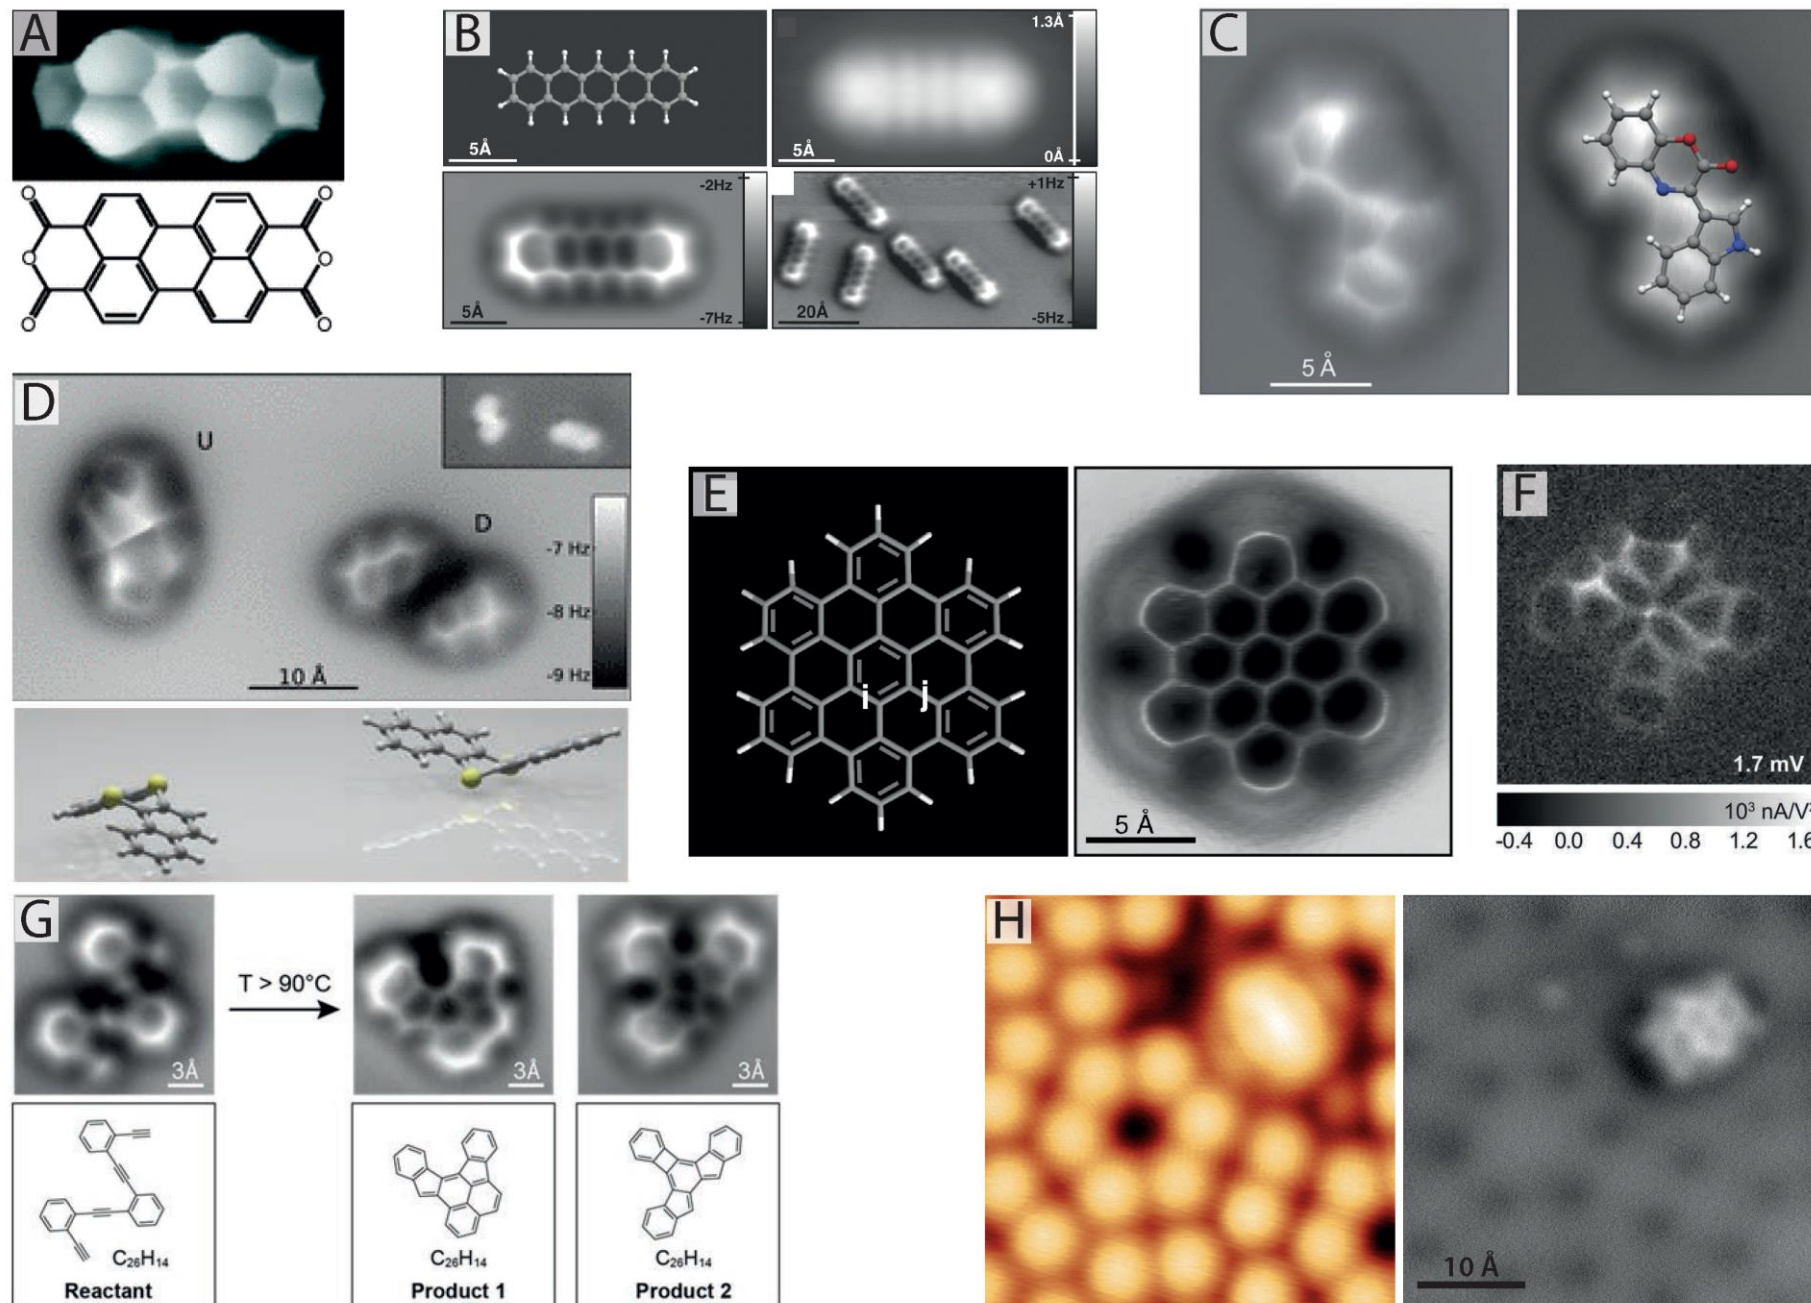 A
O O
O O
O O
B
5Å
1.3Å
5Å
0Å
-2Hz
5Å
-7Hz
+1Hz
20Å
-5Hz
C
5 Å
D
U
D
-7 Hz
-8 Hz
10 Å
-9 Hz
E
i j
5 Å
F
1.7 mV
10³ nA/V²
-0.4 0.0 0.4 0.8 1.2 1.6
G
3Å
T > 90°C
3Å
3Å
C₂₆H₁₄
Reactant
C₂₆H₁₄
Product 1
C₂₆H₁₄
Product 2
H
10 Å